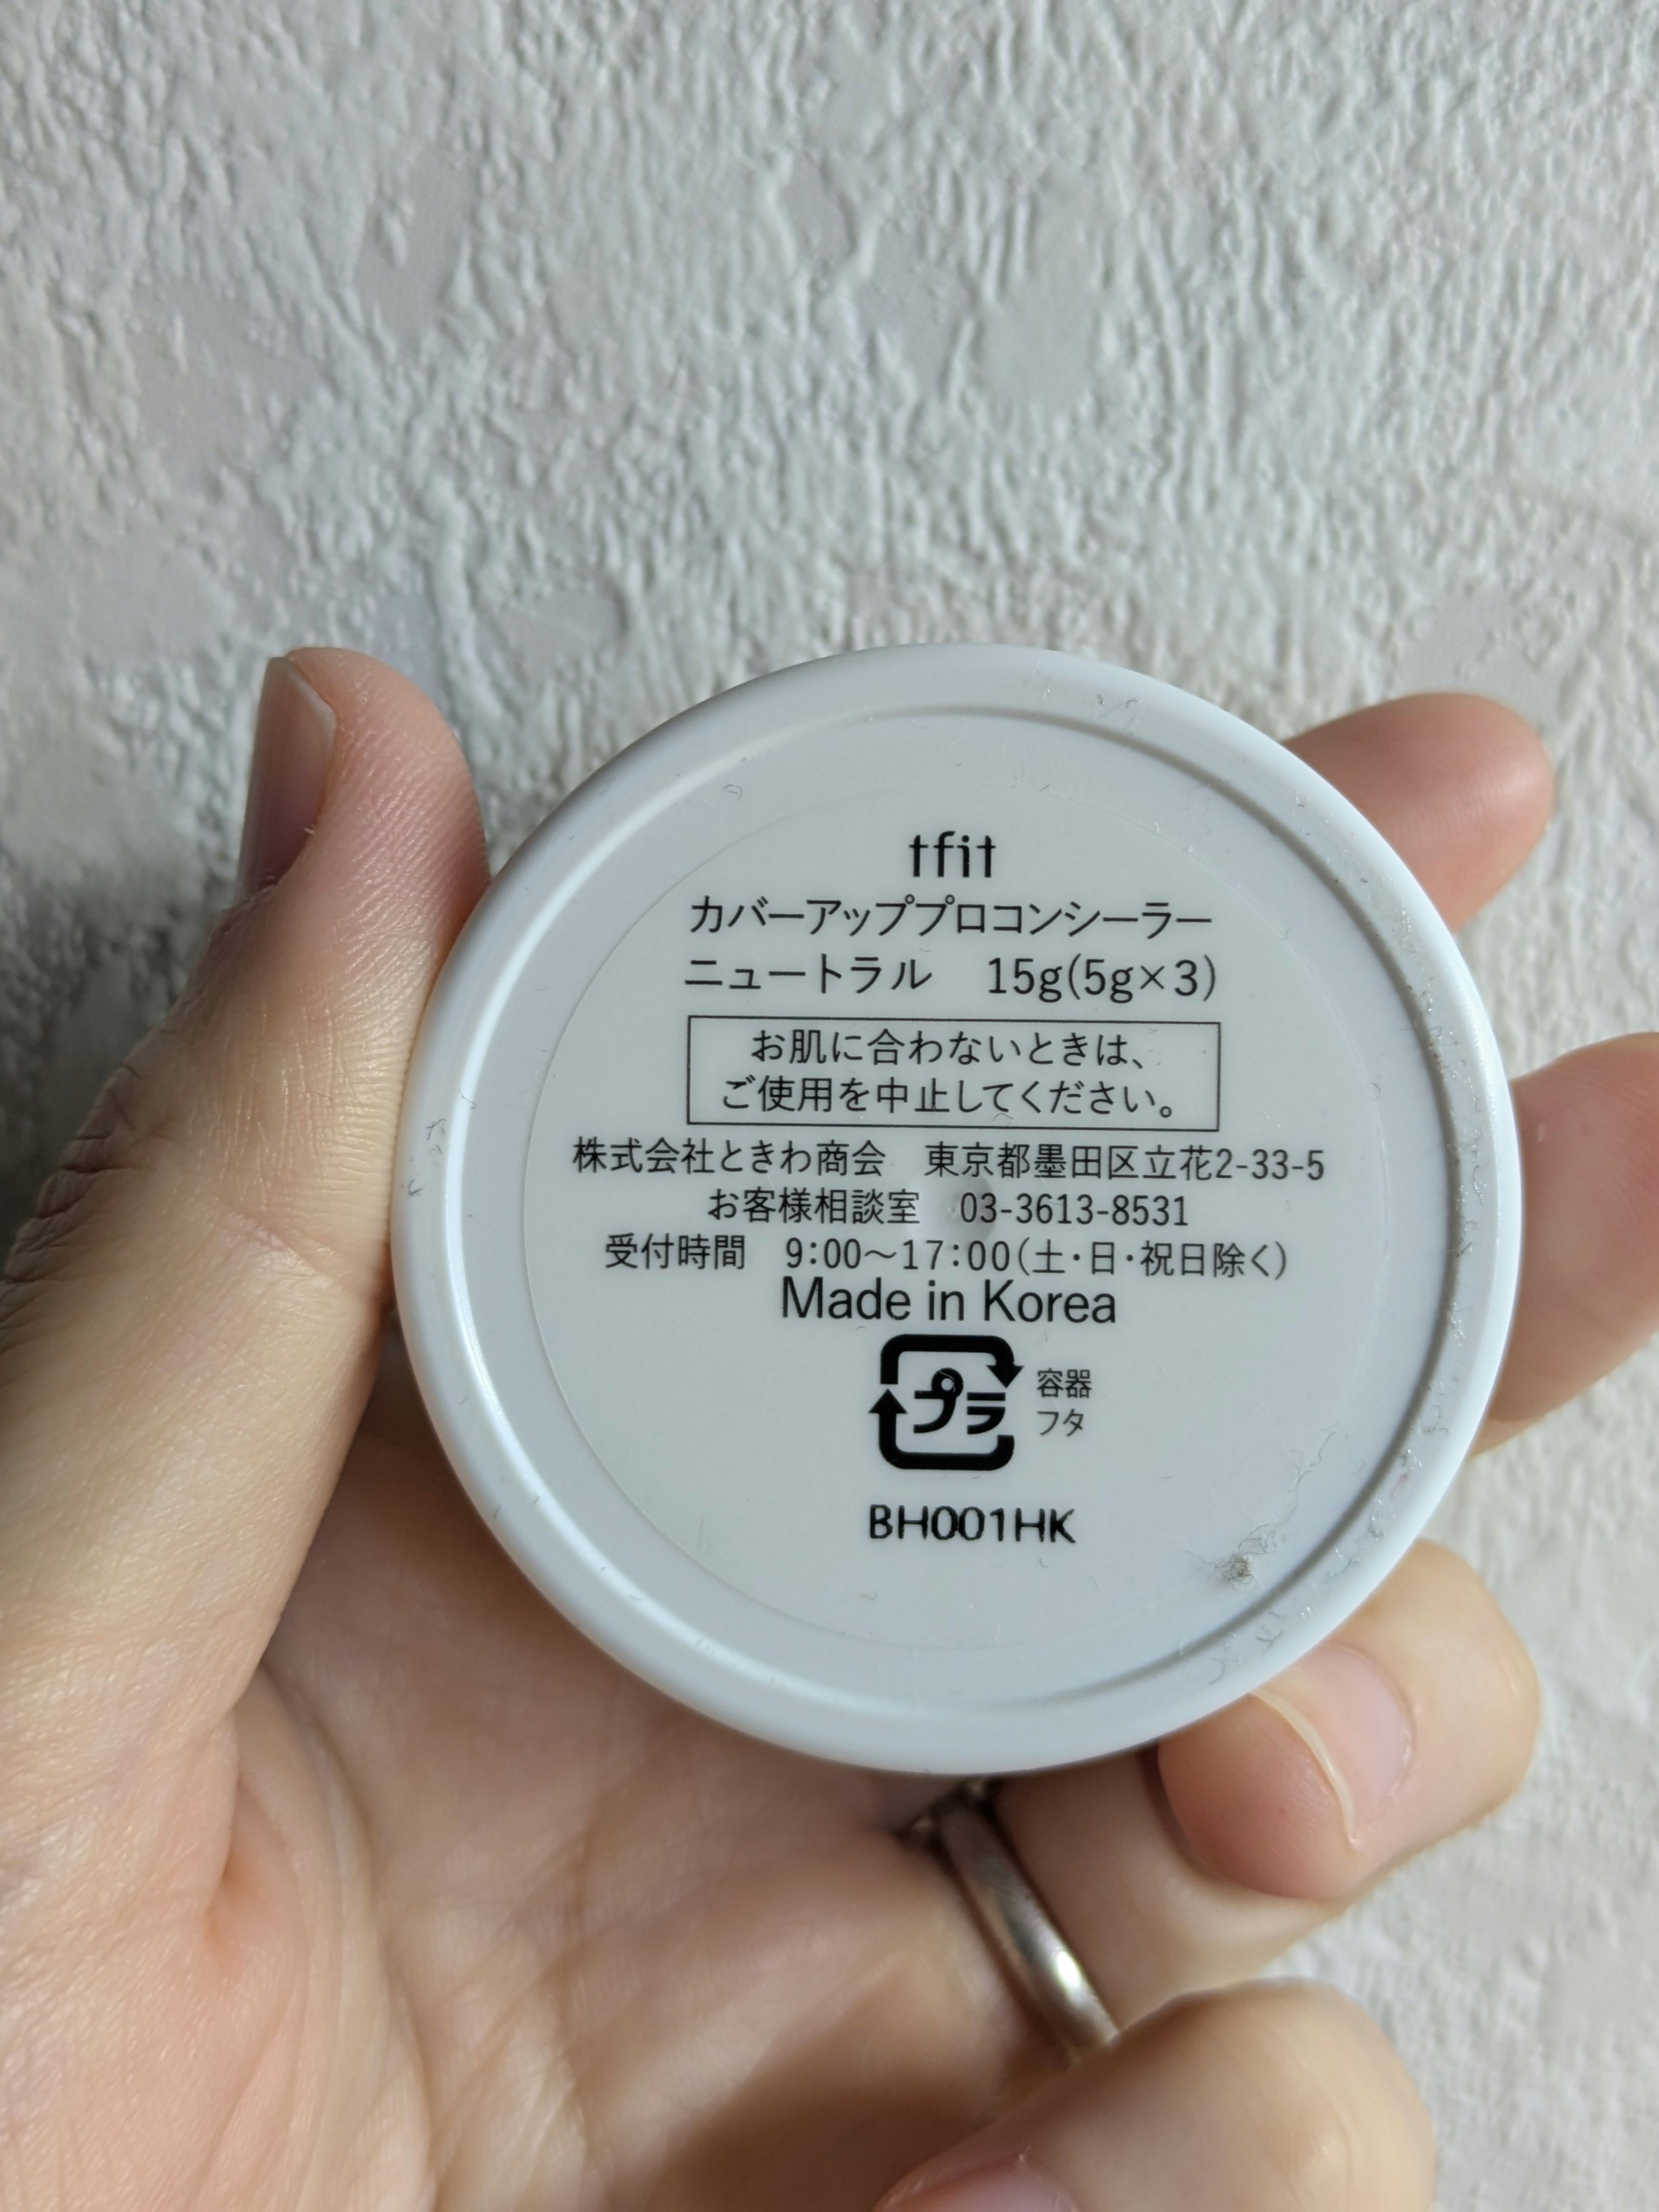 tfit
カバーアッププロコンシーラー
ニュートラル　15g(5g×3)
お肌に合わないときは、
ご使用を中止してください。
株式会社ときわ商会　東京都墨田区立花2-33-5
お客様相談室　03-3613-8531
受付時間　9:00〜17:00(土・日・祝日除く)
Made in Korea
プラ 容器
フタ
BH001HK